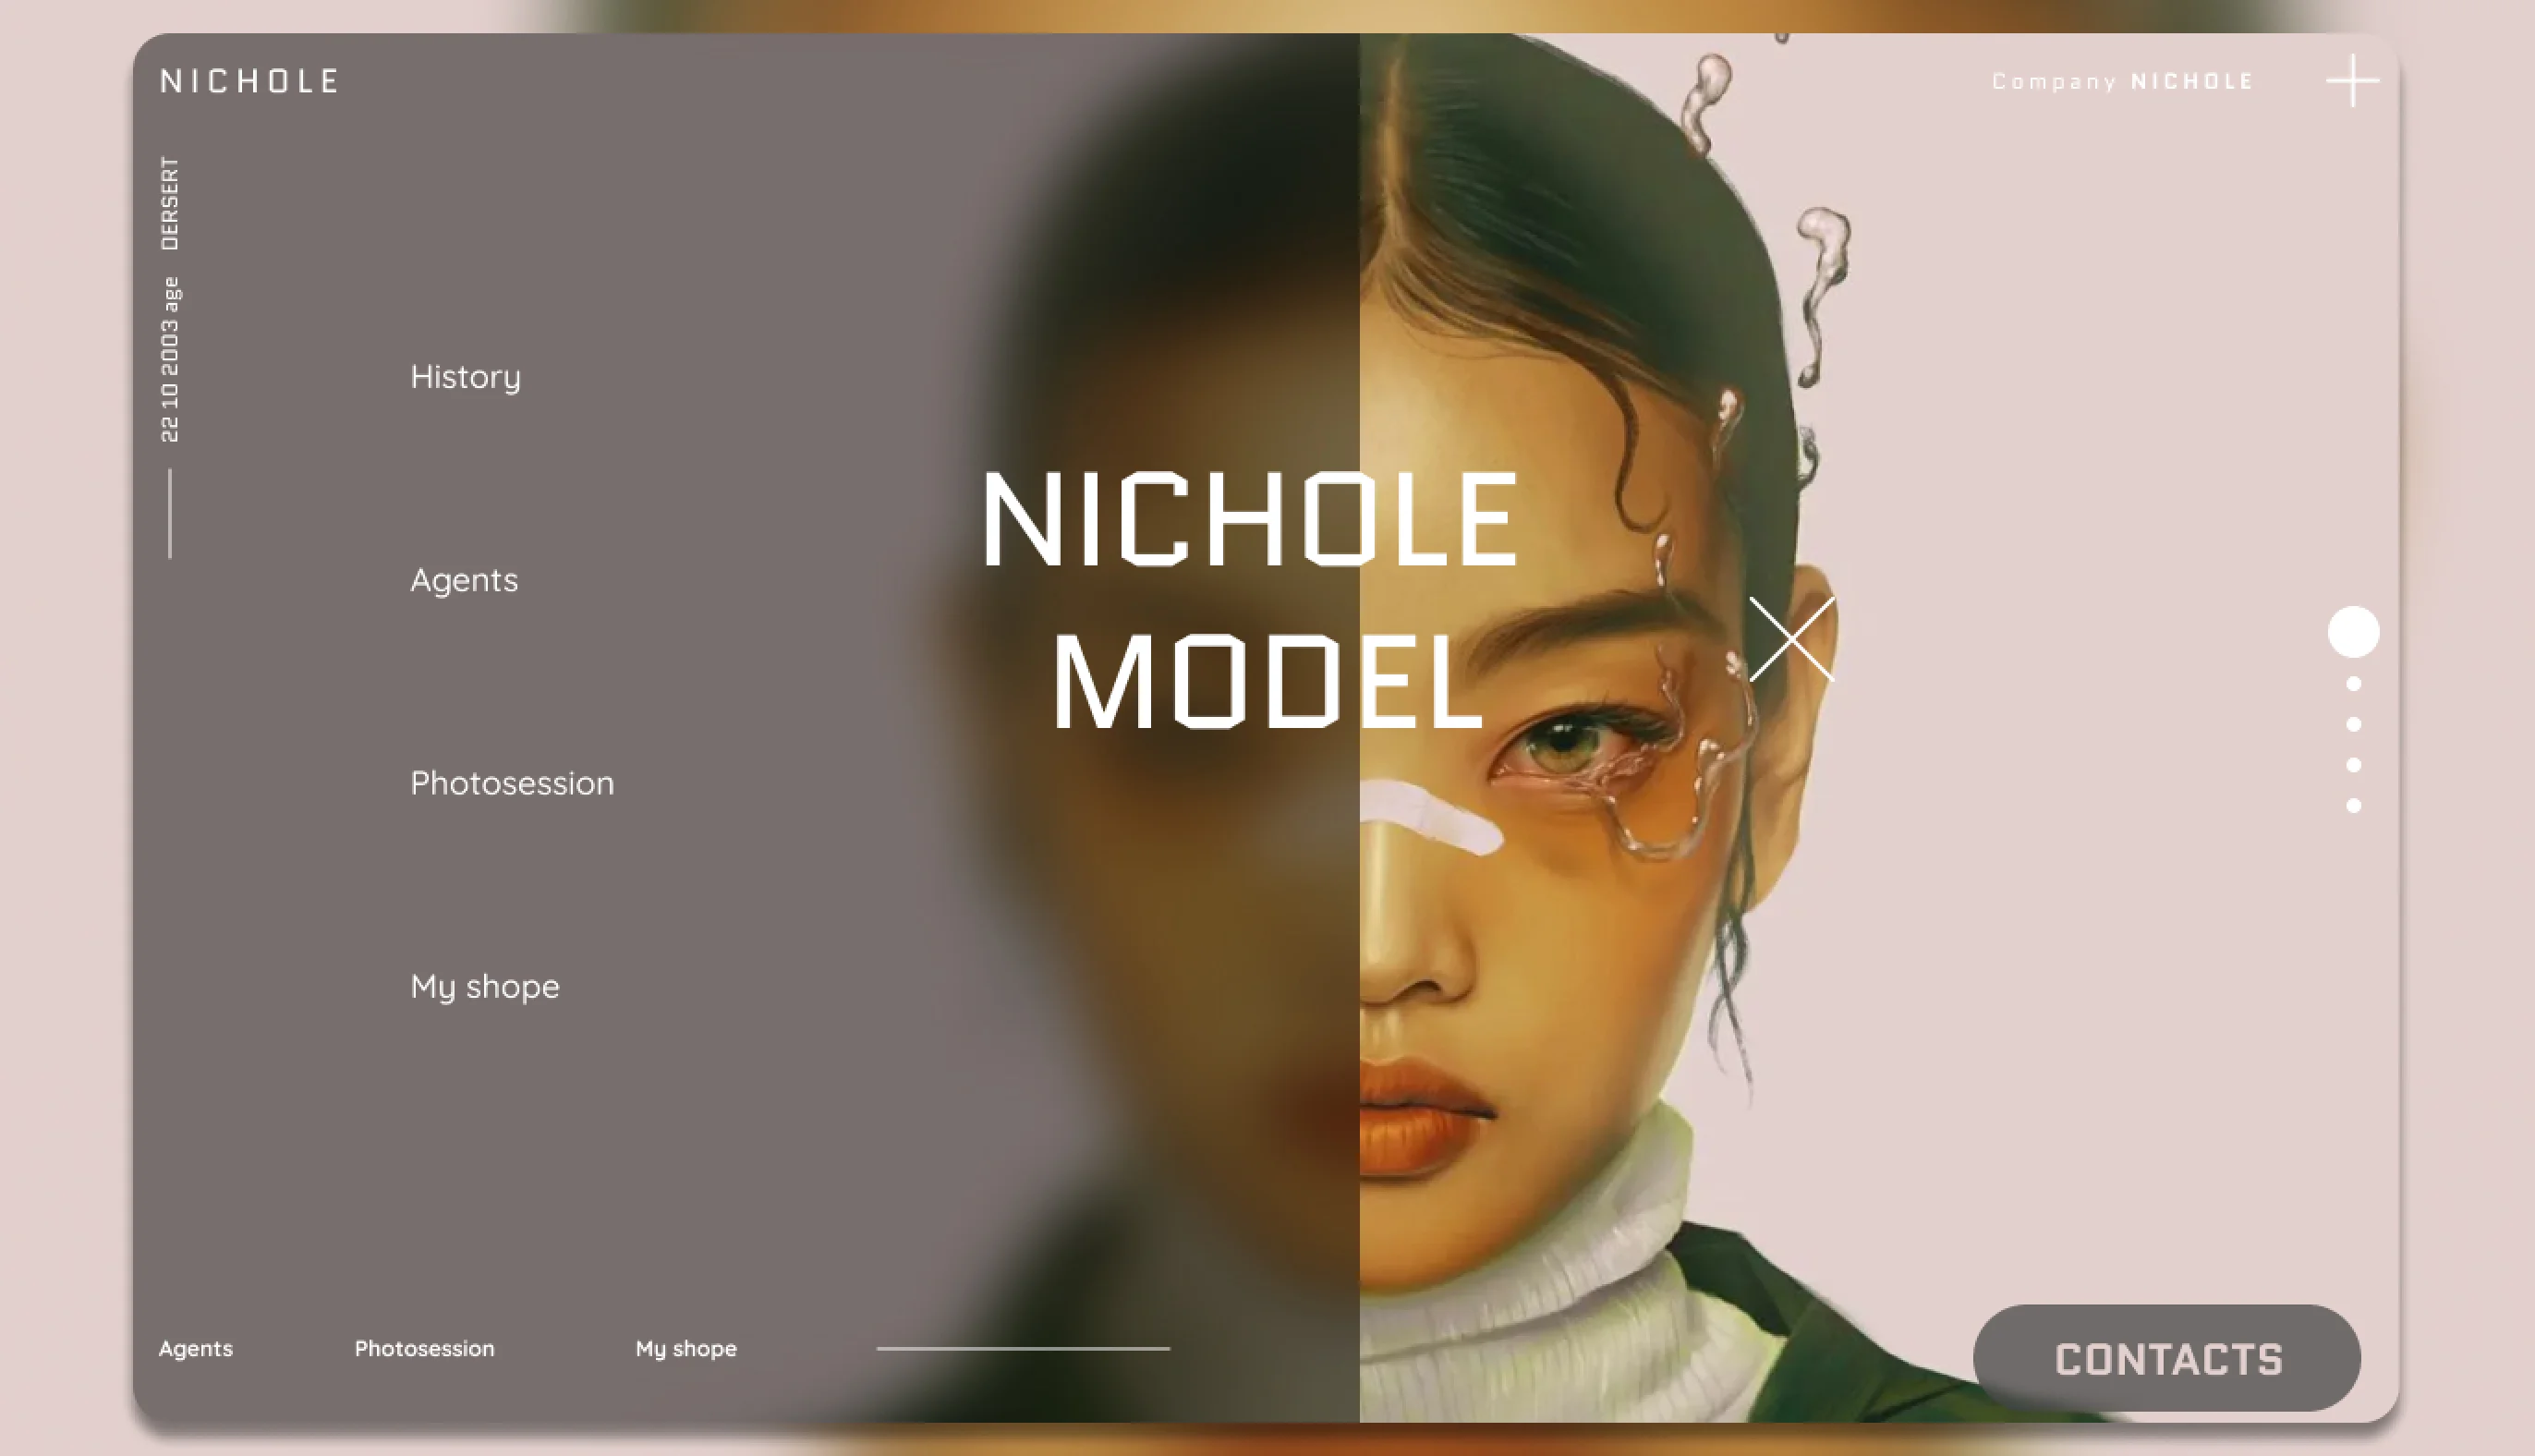 NICHOLE
Company NICHOLE
22 10 2003 age DERSERT
History
Agents
Photosession
My shope
NICHOLE
MODEL
Agents
Photosession
My shope
CONTACTS